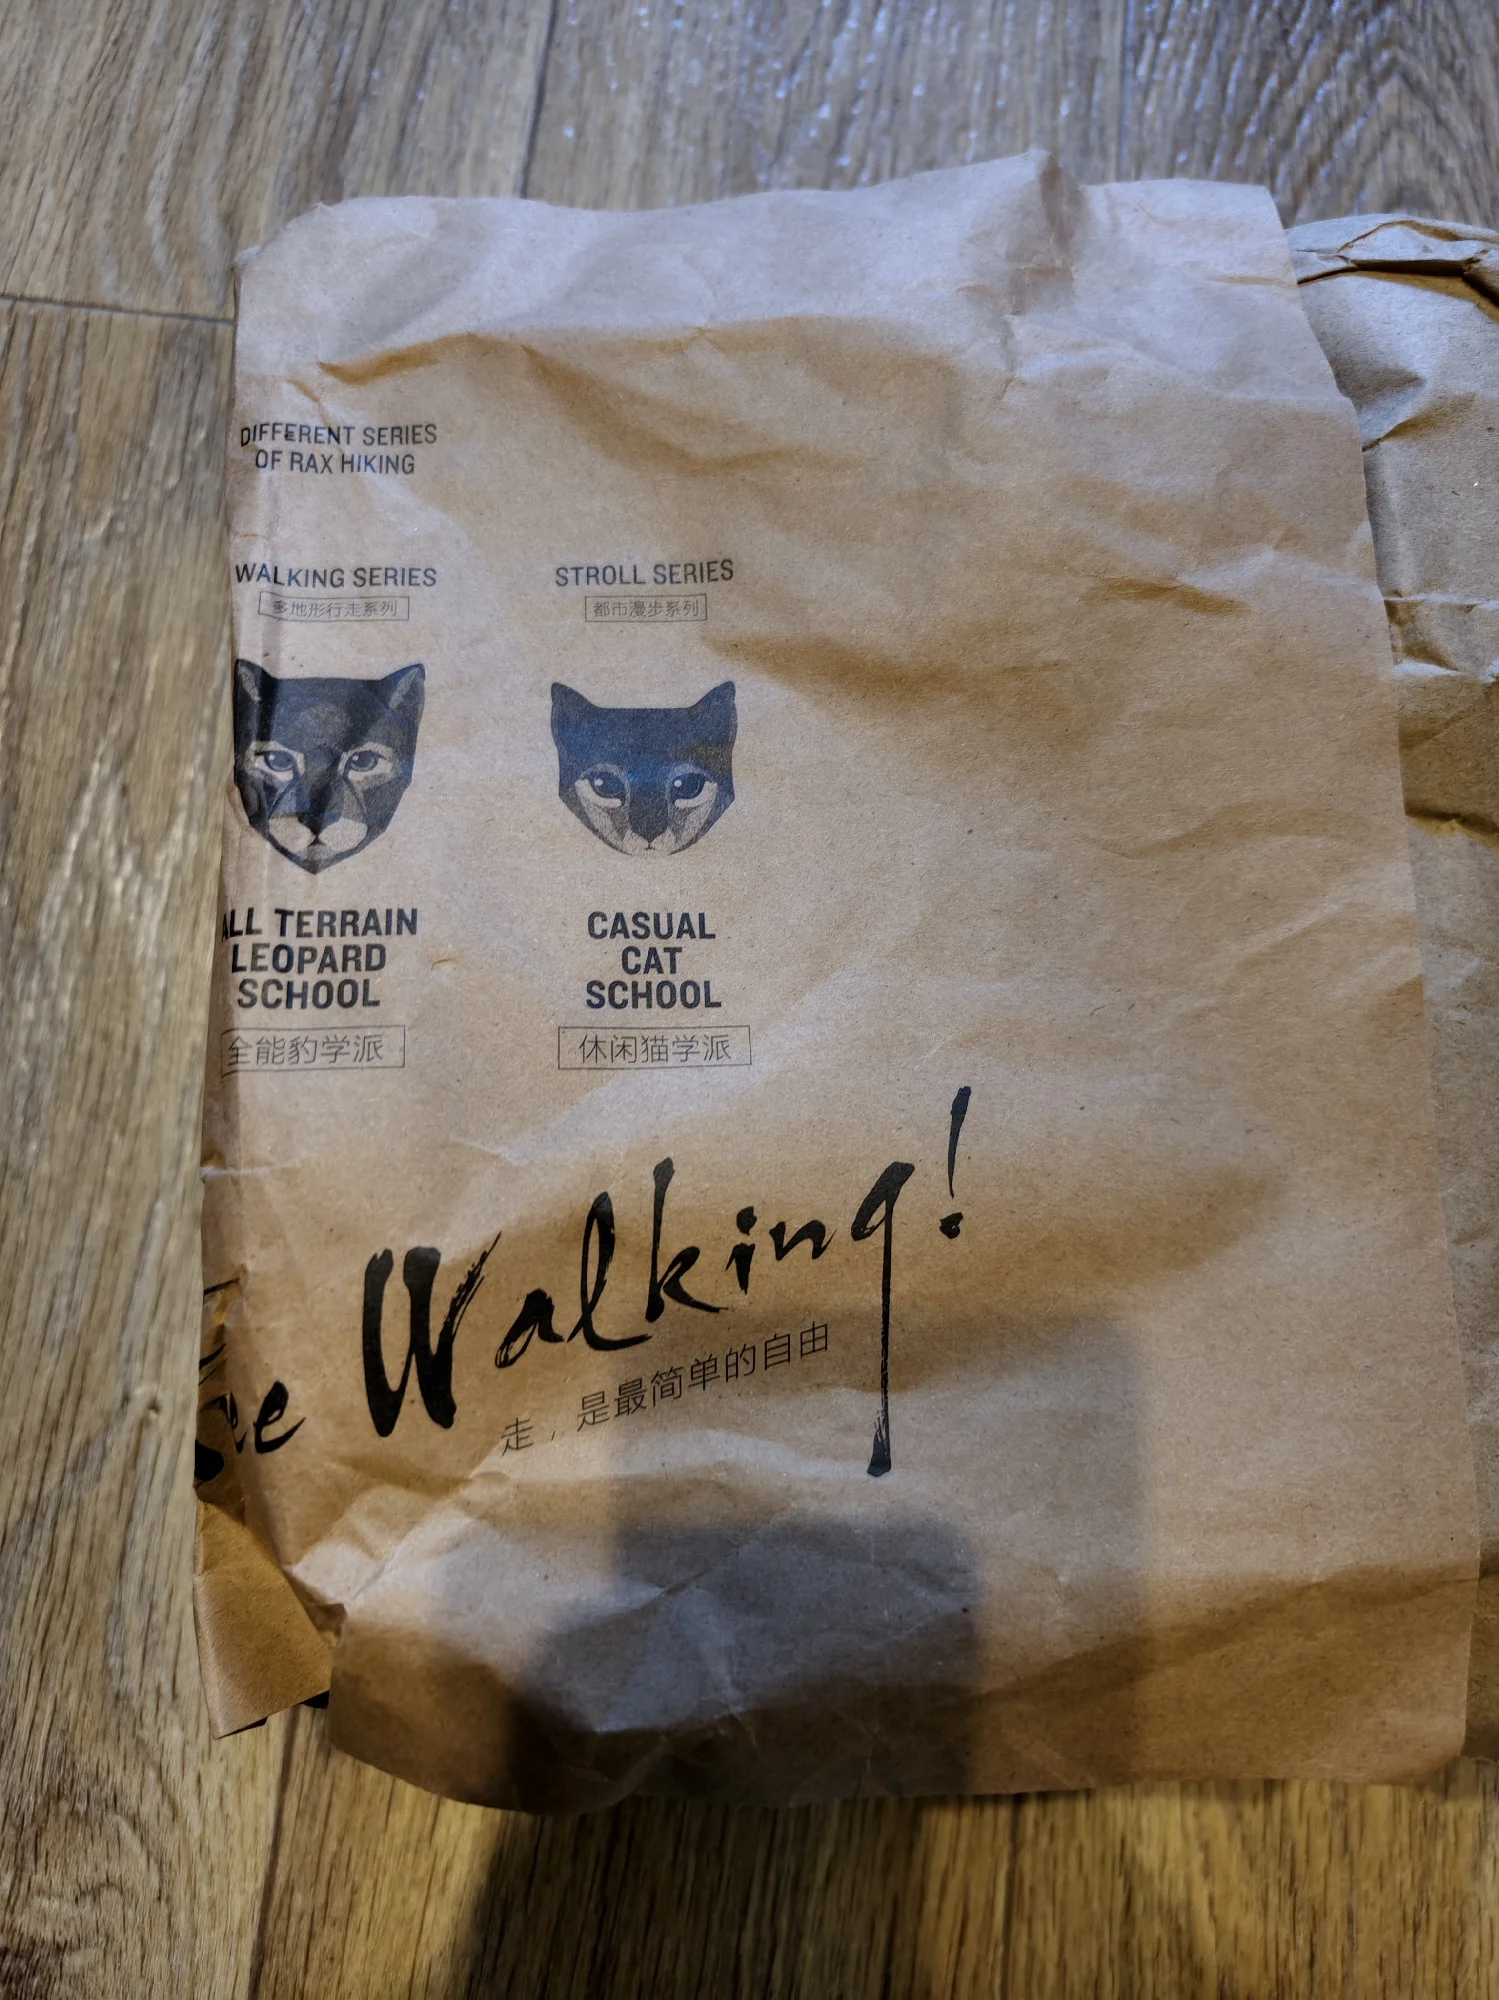 DIFFERENT SERIES
OF RAX HIKING
WALKING SERIES
多地形行走系列
ALL TERRAIN
LEOPARD
SCHOOL
全能豹学派
STROLL SERIES
都市漫步系列
CASUAL
CAT
SCHOOL
休闲猫学派
Walking!
走，是最简单的自由